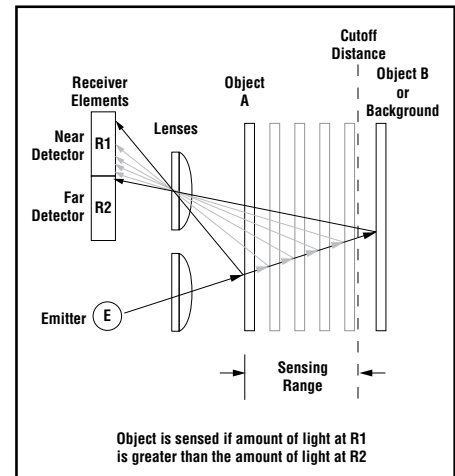 Cutoff
Distance
Receiver
Elements
Object
A
Object B
or
Background
Near
Detector
R1
Lenses
Far
Detector
R2
Emitter
E
Sensing
Range
Object is sensed if amount of light at R1
is greater than the amount of light at R2